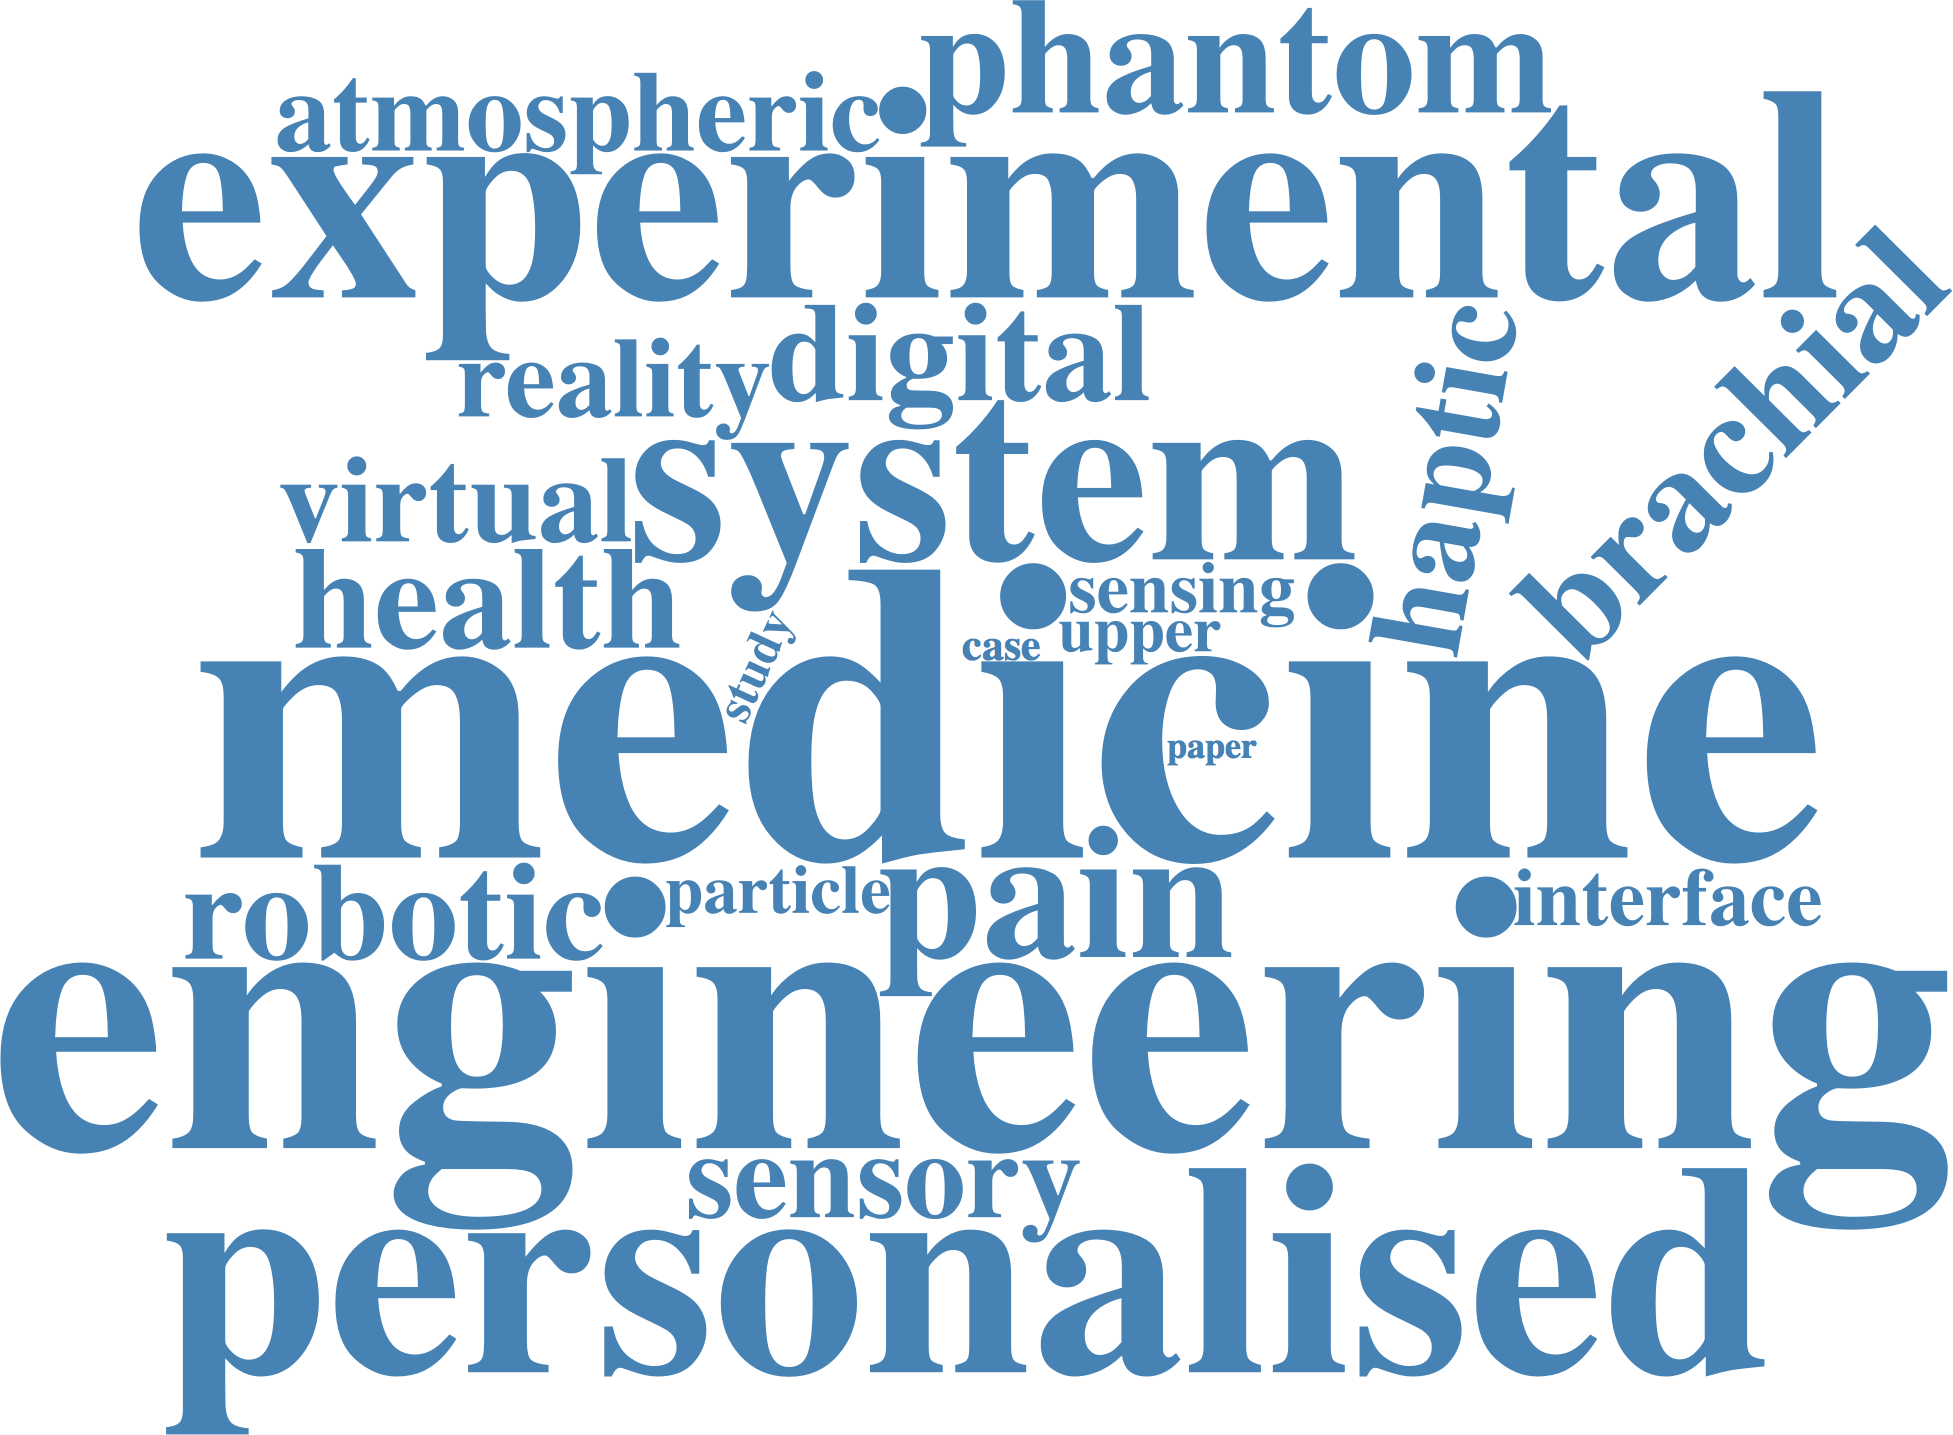 phantom
atmospheric
experimental
brachial
haptic
digital
reality
system
virtual
health
sensing
upper
case
study
medicine
paper
robotic
particle
pain
interface
engineering
sensory
personalised